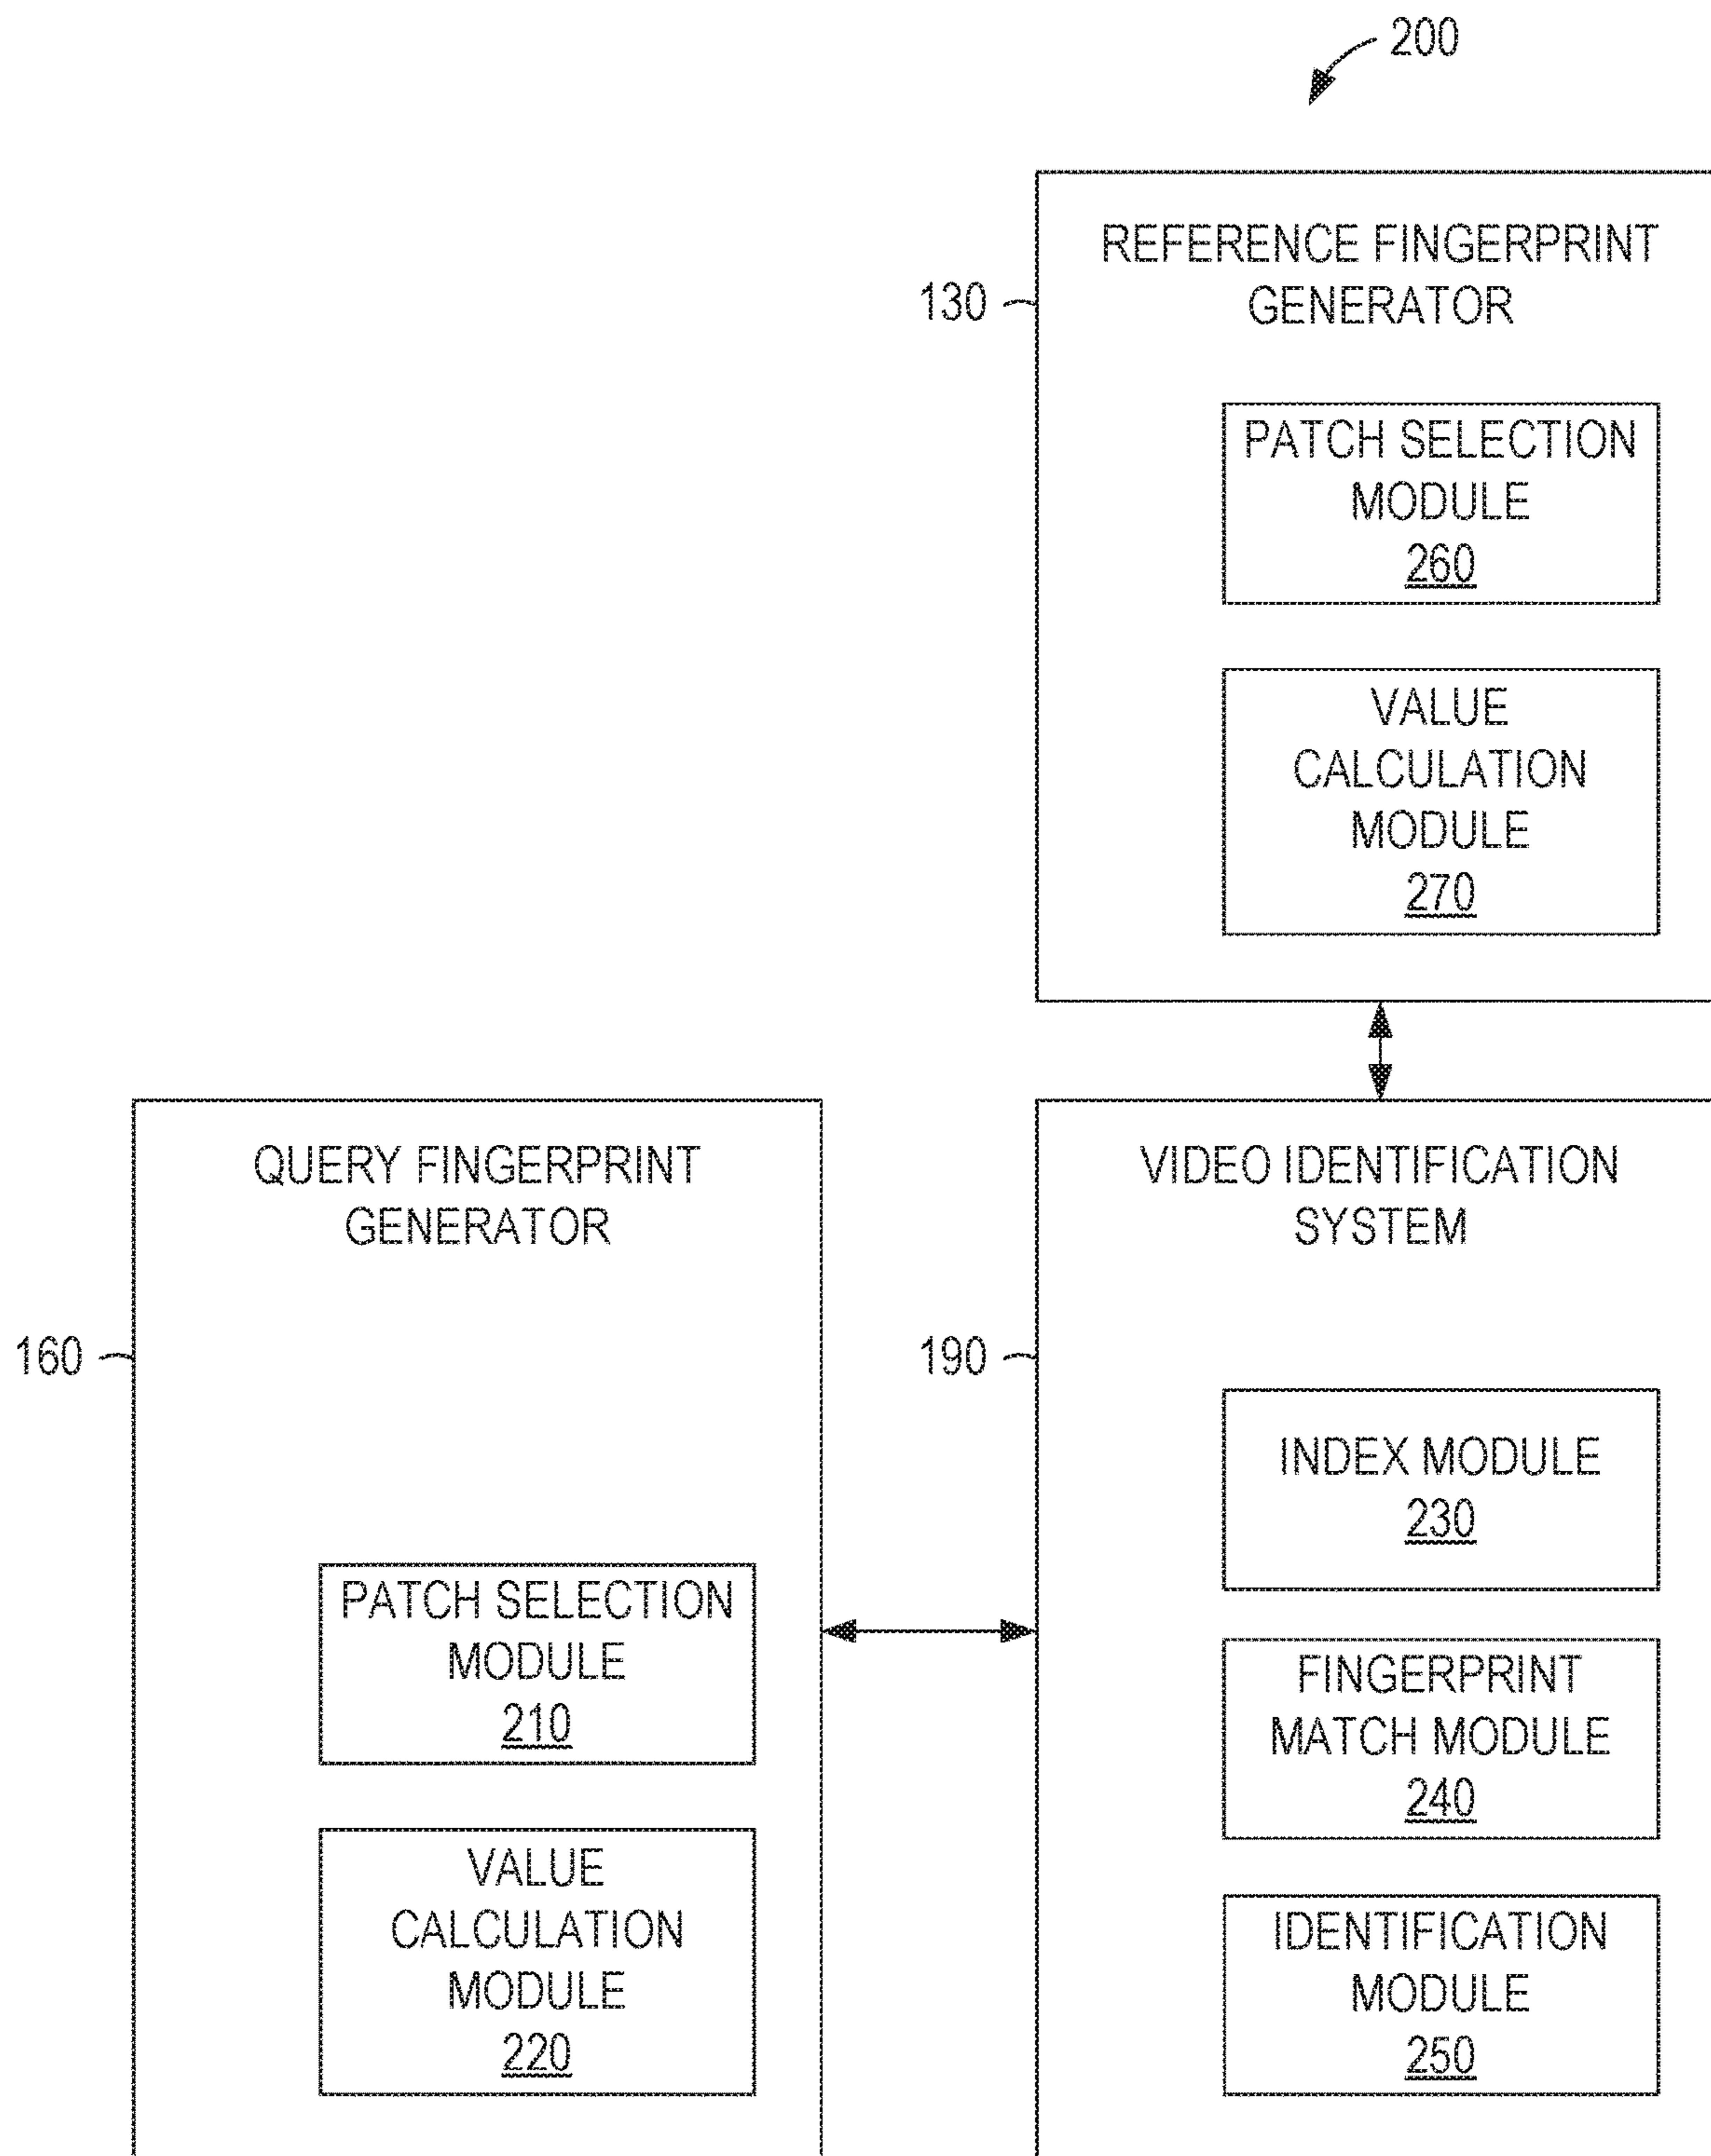 200
REFERENCE FINGERPRINT
GENERATOR
130
PATCH SELECTION
MODULE
260
VALUE
CALCULATION
MODULE
270
QUERY FINGERPRINT
GENERATOR
160
PATCH SELECTION
MODULE
210
VALUE
CALCULATION
MODULE
220
VIDEO IDENTIFICATION
SYSTEM
190
INDEX MODULE
230
FINGERPRINT
MATCH MODULE
240
IDENTIFICATION
MODULE
250